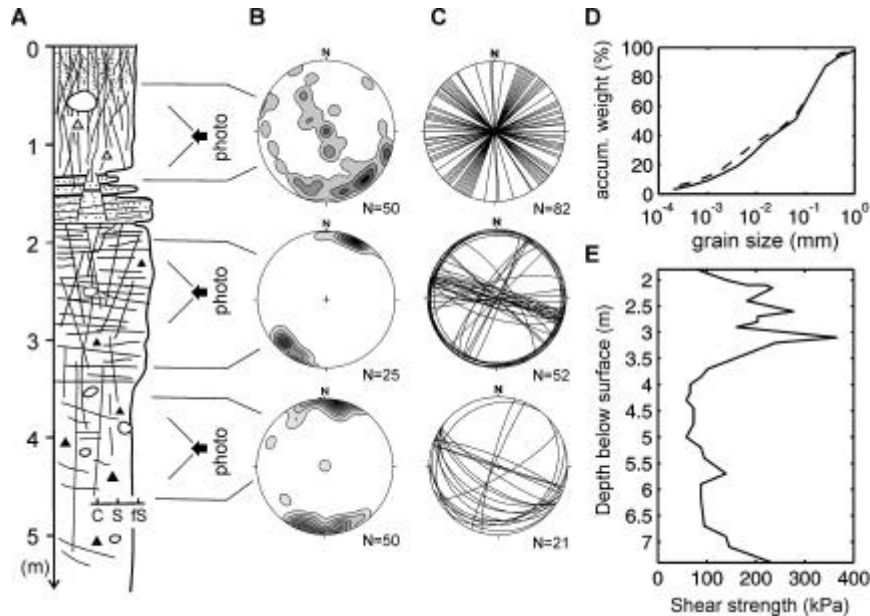 A
0
1
2
3
4
5
(m)
C S fS
photo
photo
photo
B
N
N=50
N
N=25
N
N=50
C
N
N=82
N
N=52
N
N=21
D
accum. weight (%)
100
80
60
40
20
0
10⁻⁴ 10⁻³ 10⁻² 10⁻¹ 10⁰
grain size (mm)
E
Depth below surface (m)
2
2.5
3
3.5
4
4.5
5
5.5
6
6.5
7
0 100 200 300 400
Shear strength (kPa)